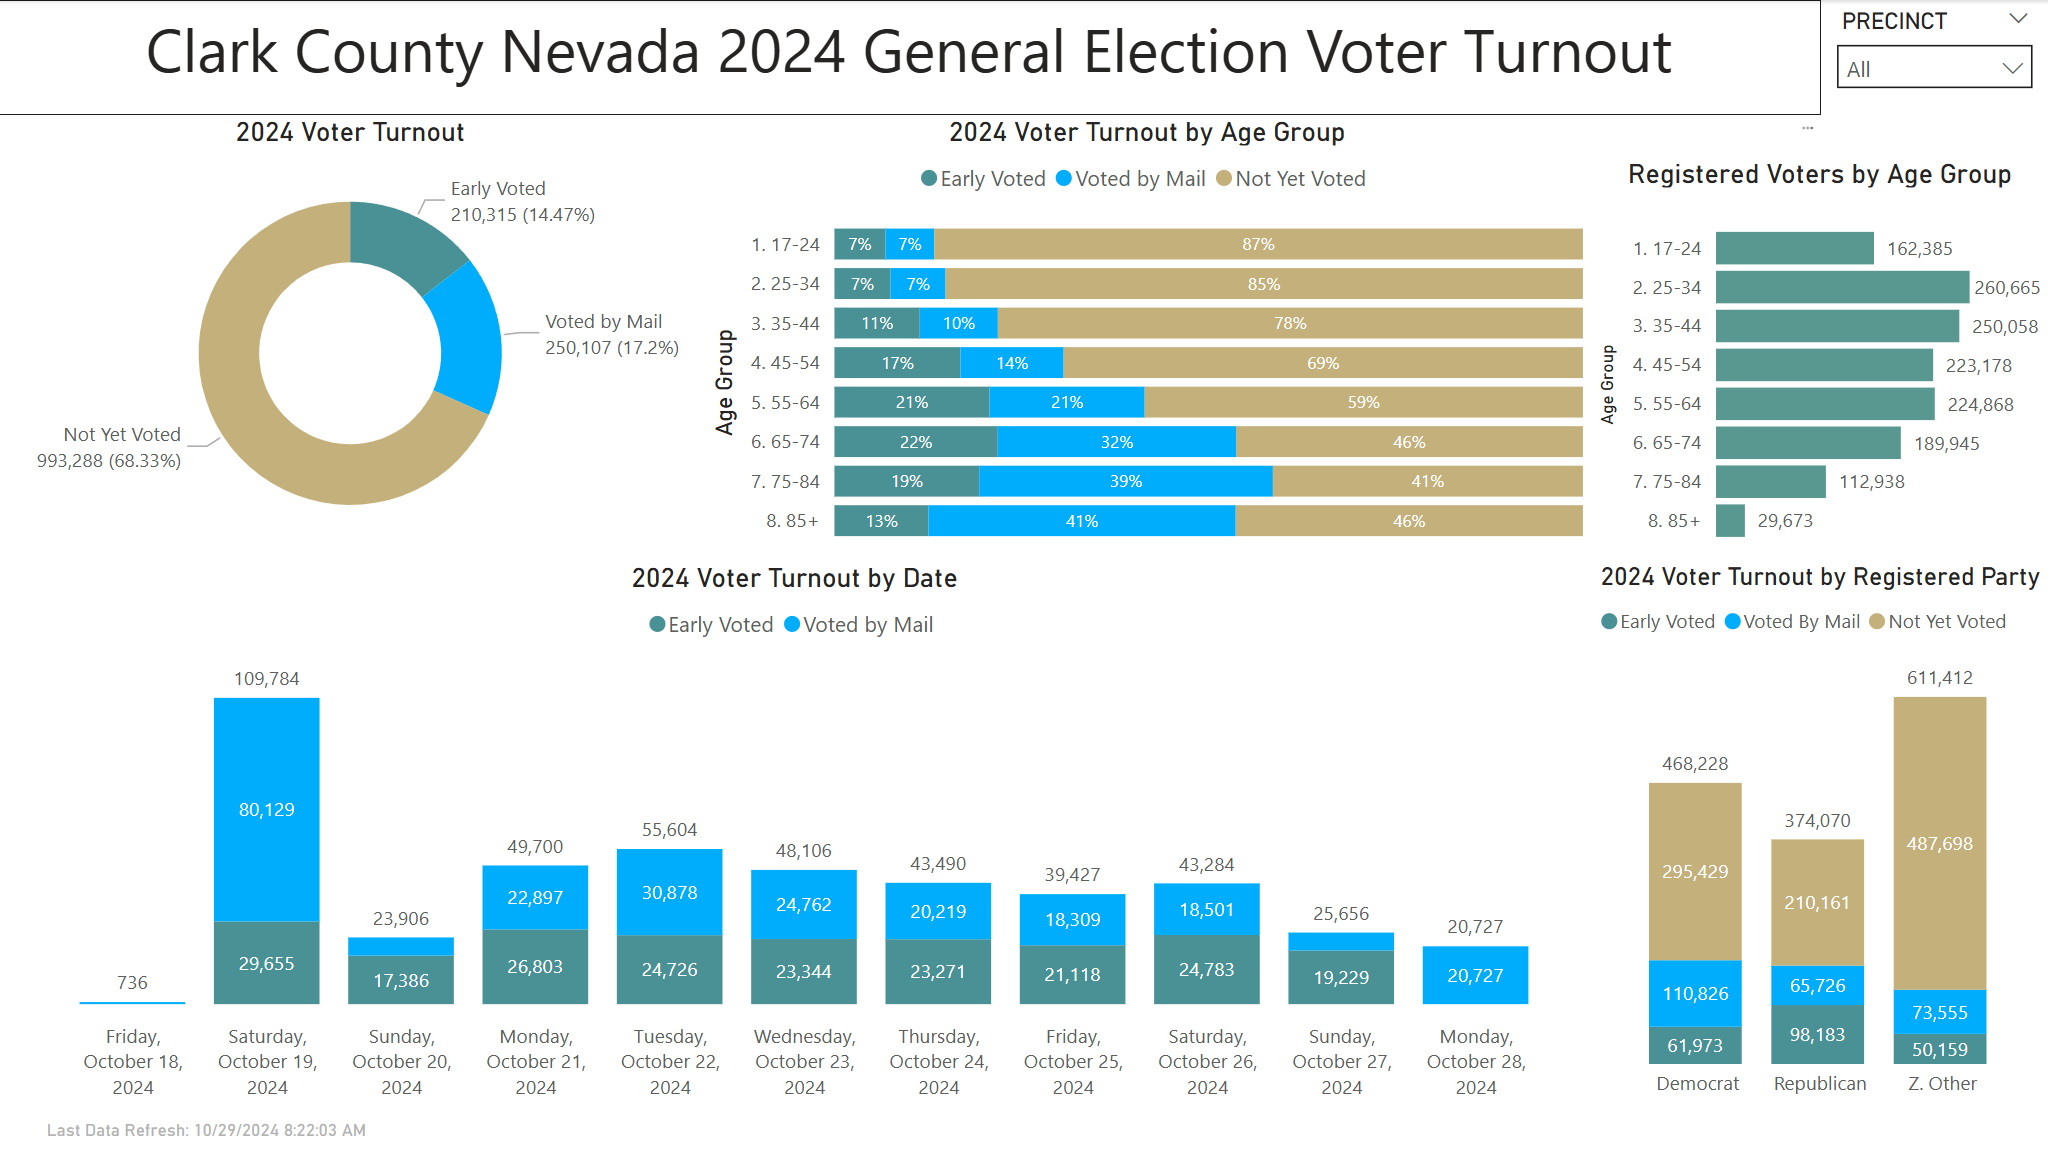 Clark County Nevada 2024 General Election Voter Turnout
PRECINCT
All
2024 Voter Turnout
Early Voted
210,315 (14.47%)
Voted by Mail
250,107 (17.2%)
Not Yet Voted
993,288 (68.33%)
2024 Voter Turnout by Age Group
Early Voted Voted by Mail Not Yet Voted
Age Group
1. 17-24 7% 7% 87%
2. 25-34 7% 7% 85%
3. 35-44 11% 10% 78%
4. 45-54 17% 14% 69%
5. 55-64 21% 21% 59%
6. 65-74 22% 32% 46%
7. 75-84 19% 39% 41%
8. 85+ 13% 41% 46%
Registered Voters by Age Group
Age Group
1. 17-24 162,385
2. 25-34 260,665
3. 35-44 250,058
4. 45-54 223,178
5. 55-64 224,868
6. 65-74 189,945
7. 75-84 112,938
8. 85+ 29,673
2024 Voter Turnout by Date
Early Voted Voted by Mail
736
109,784
80,129
29,655
23,906
17,386
49,700
22,897
26,803
55,604
30,878
24,726
48,106
24,762
23,344
43,490
20,219
23,271
39,427
18,309
21,118
43,284
18,501
24,783
25,656
19,229
20,727
20,727
Friday, Saturday, Sunday, Monday, Tuesday, Wednesday, Thursday, Friday, Saturday, Sunday, Monday,
October 18, October 19, October 20, October 21, October 22, October 23, October 24, October 25, October 26, October 27, October 28,
2024 2024 2024 2024 2024 2024 2024 2024 2024 2024 2024
2024 Voter Turnout by Registered Party
Early Voted Voted By Mail Not Yet Voted
468,228
295,429
110,826
61,973
374,070
210,161
65,726
98,183
611,412
487,698
73,555
50,159
Democrat Republican Z. Other
Last Data Refresh: 10/29/2024 8:22:03 AM